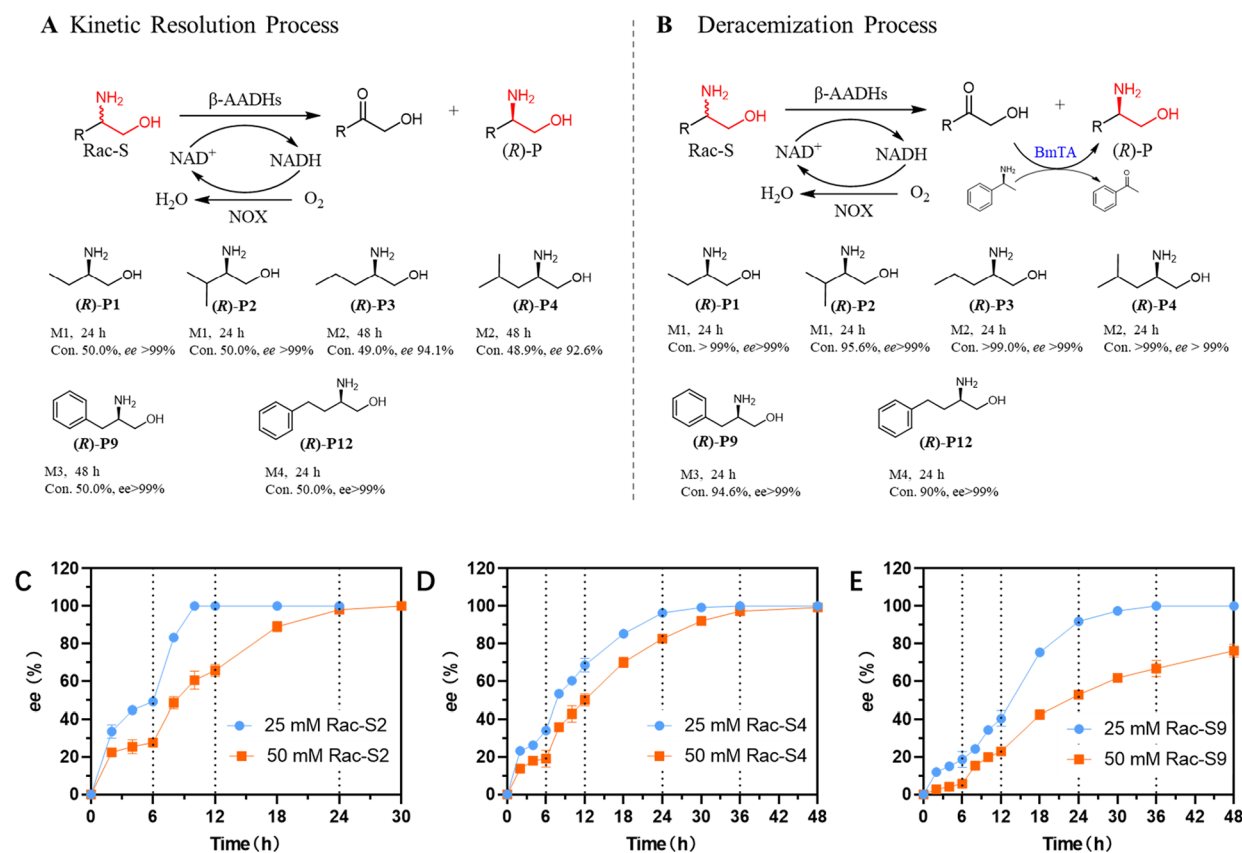 A Kinetic Resolution Process
NH₂
OH
R
Rac-S
β-AADHs
NAD⁺
NADH
H₂O
O₂
NOX
O
R
OH
+
NH₂
R
OH
(R)-P
NH₂
OH
(R)-P1
M1, 24 h
Con. 50.0%, ee >99%
NH₂
OH
(R)-P2
M1, 24 h
Con. 50.0%, ee >99%
NH₂
OH
(R)-P3
M2, 48 h
Con. 49.0%, ee 94.1%
NH₂
OH
(R)-P4
M2, 48 h
Con. 48.9%, ee 92.6%
NH₂
OH
(R)-P9
M3, 48 h
Con. 50.0%, ee>99%
NH₂
OH
(R)-P12
M4, 24 h
Con. 50.0%, ee>99%
B Deracemization Process
NH₂
OH
R
Rac-S
β-AADHs
NAD⁺
NADH
H₂O
O₂
NOX
O
R
OH
+
NH₂
R
OH
(R)-P
BmTA
NH₂
O
NH₂
OH
(R)-P1
M1, 24 h
Con. > 99%, ee>99%
NH₂
OH
(R)-P2
M1, 24 h
Con. 95.6%, ee>99%
NH₂
OH
(R)-P3
M2, 24 h
Con. >99.0%, ee >99%
NH₂
OH
(R)-P4
M2, 24 h
Con. >99%, ee > 99%
NH₂
OH
(R)-P9
M3, 24 h
Con. 94.6%, ee>99%
NH₂
OH
(R)-P12
M4, 24 h
Con. 90%, ee>99%
C
120
100
80
60
40
20
0
ee (%)
25 mM Rac-S2
50 mM Rac-S2
0 6 12 18 24 30
Time(h)
D
120
100
80
60
40
20
0
ee (%)
25 mM Rac-S4
50 mM Rac-S4
0 6 12 18 24 30 36 42 48
Time(h)
E
120
100
80
60
40
20
0
ee (%)
25 mM Rac-S9
50 mM Rac-S9
0 6 12 18 24 30 36 42 48
Time(h)